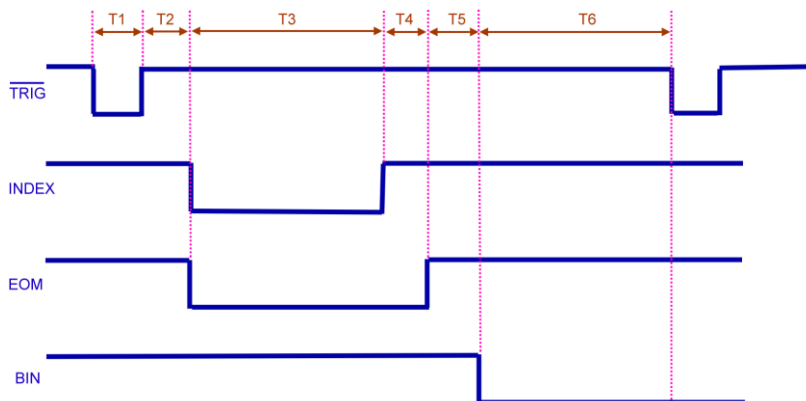 T1 T2 T3 T4 T5 T6
TRIG
INDEX
EOM
BIN